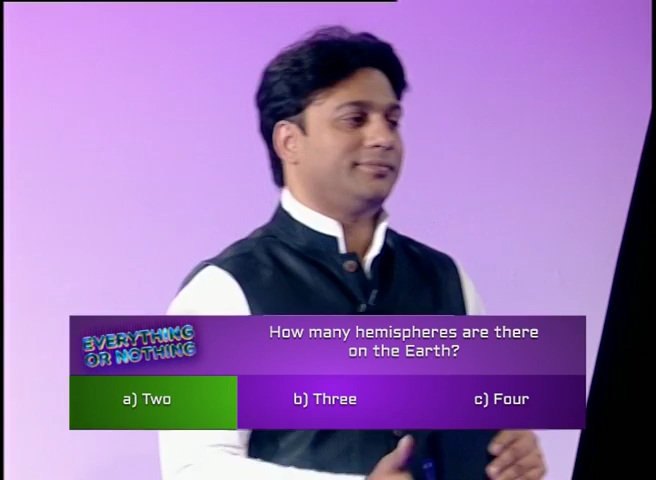 EVERYTHING
OR NOTHING
How many hemispheres are there
on the Earth?
a) Two
b) Three
c) Four